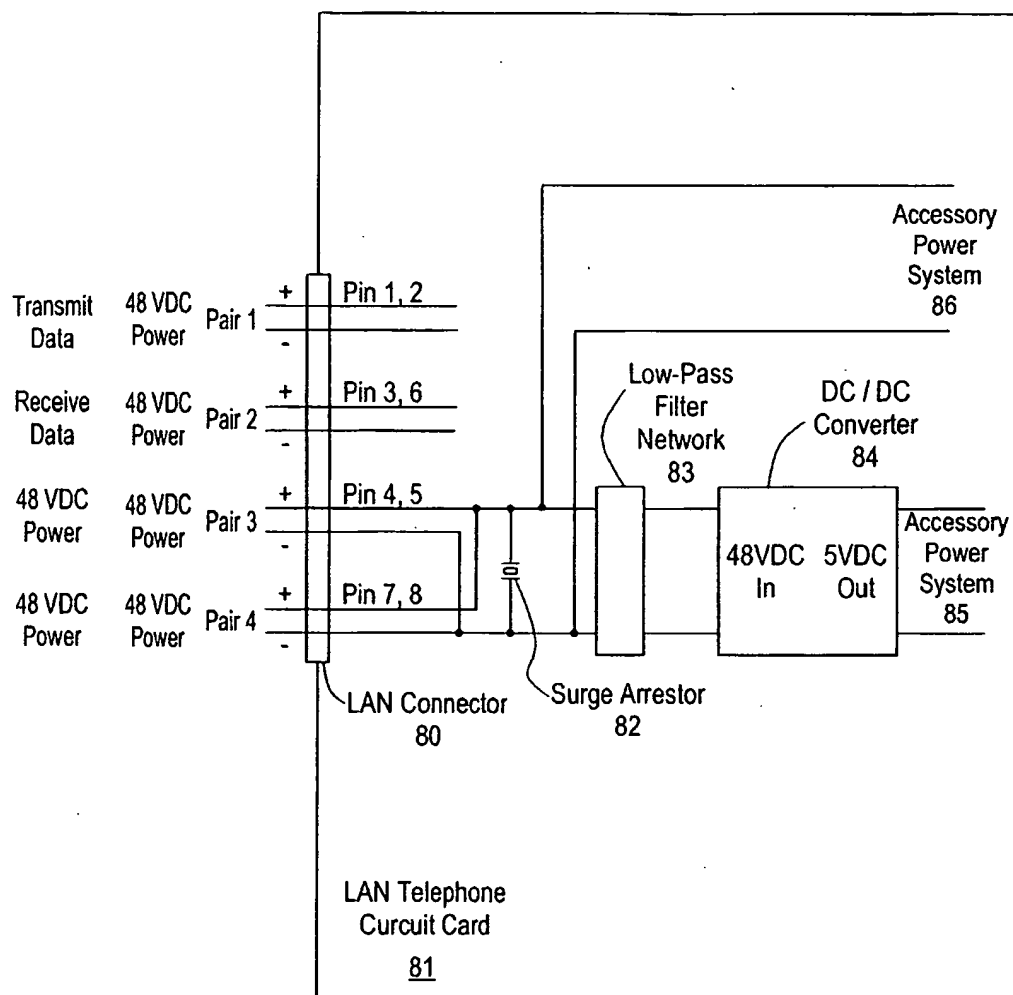 Accessory
Power
System
86
Transmit
Data
48 VDC
Power
Pair 1
+
-
Pin 1, 2
Receive
Data
48 VDC
Power
Pair 2
+
-
Pin 3, 6
48 VDC
Power
48 VDC
Power
Pair 3
+
-
Pin 4, 5
48 VDC
Power
48 VDC
Power
Pair 4
+
-
Pin 7, 8
Low-Pass
Filter
Network
83
DC / DC
Converter
84
48VDC
In
5VDC
Out
Accessory
Power
System
85
LAN Connector
80
Surge Arrestor
82
LAN Telephone
Curcuit Card
81